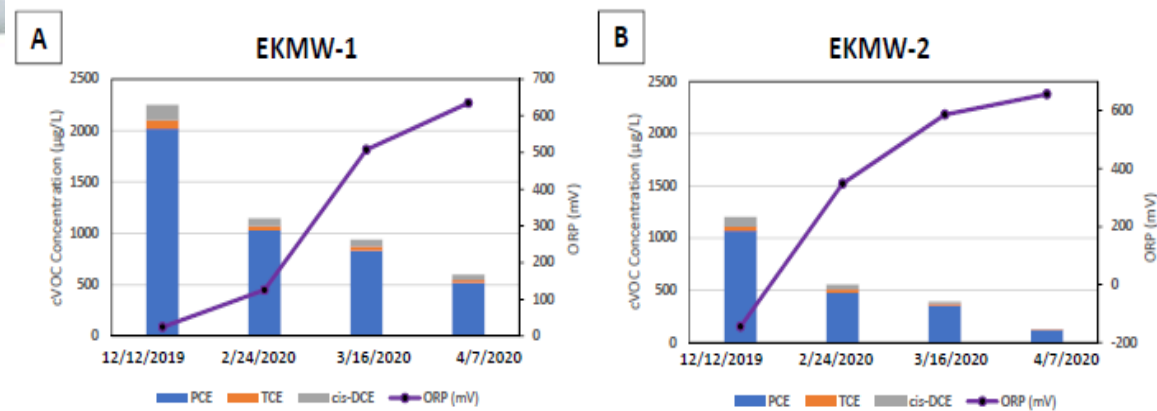 A
EKMW-1
cVOC Concentration (µg/L)
2500
2000
1500
1000
500
0
700
600
500
400
300
200
100
0
ORP (mV)
12/12/2019 2/24/2020 3/16/2020 4/7/2020
PCE TCE cis-DCE ORP (mV)
B
EKMW-2
cVOC Concentration (µg/L)
2500
2000
1500
1000
500
0
600
400
200
0
-200
ORP (mV)
12/12/2019 2/24/2020 3/16/2020 4/7/2020
PCE TCE cis-DCE ORP (mV)